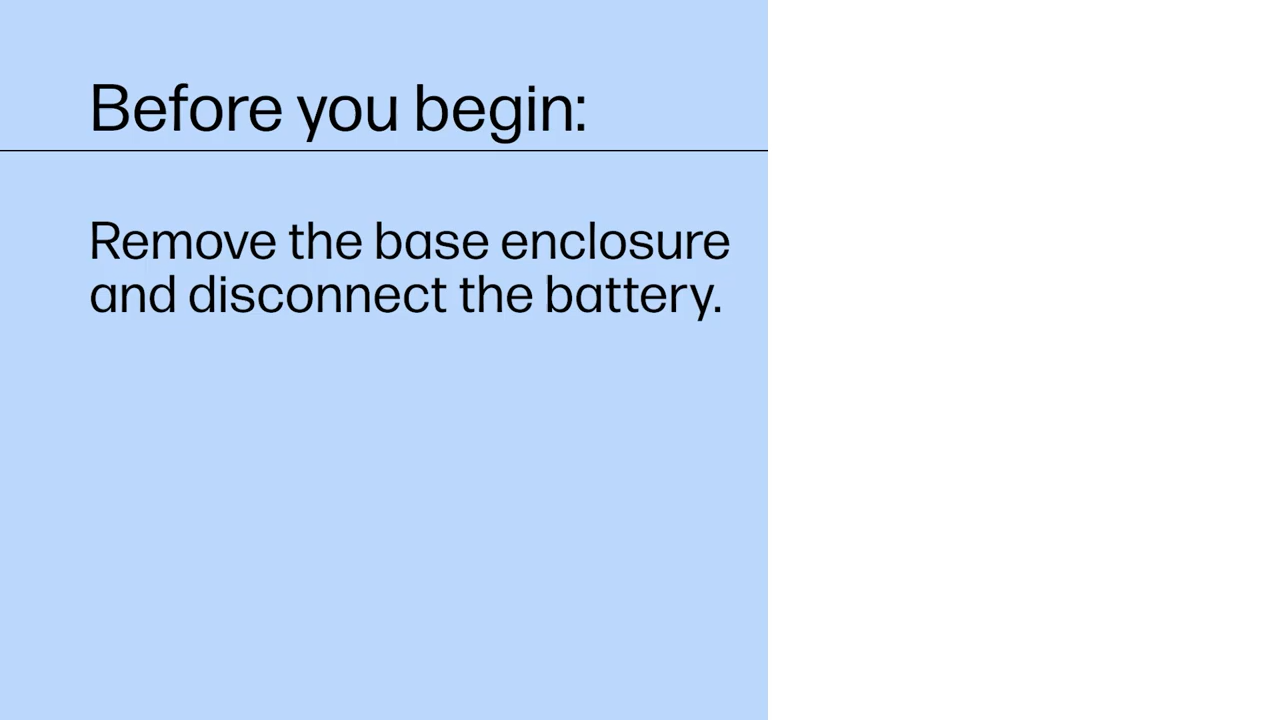 Before you begin:
Remove the base enclosure
and disconnect the battery.